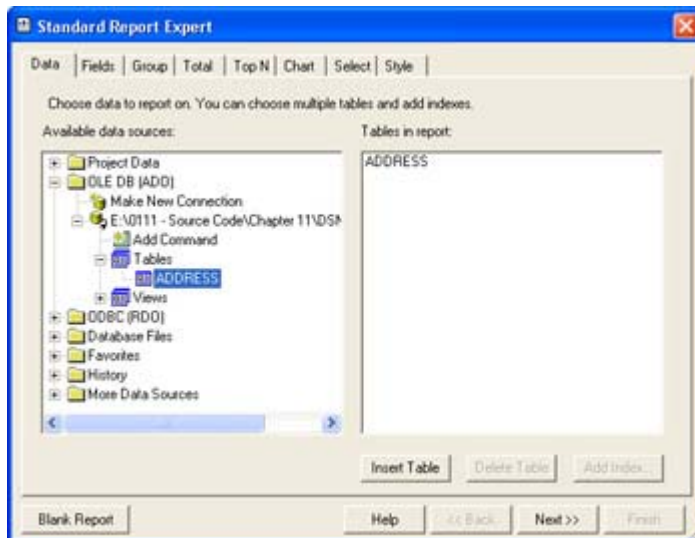 Standard Report Expert
Data Fields Group Total Top N Chart Select Style
Choose data to report on. You can choose multiple tables and add indexes.
Available data sources:
Tables in report:
Project Data
OLE DB (ADO)
Make New Connection
E:\0111 - Source Code\Chapter 11\DSN
Add Command
Tables
ADDRESS
Views
ODBC (RDO)
Database Files
Favorites
History
More Data Sources
ADDRESS
Insert Table
Delete Table
Add Index...
Blank Report
Help
<< Back
Next >>
Finish